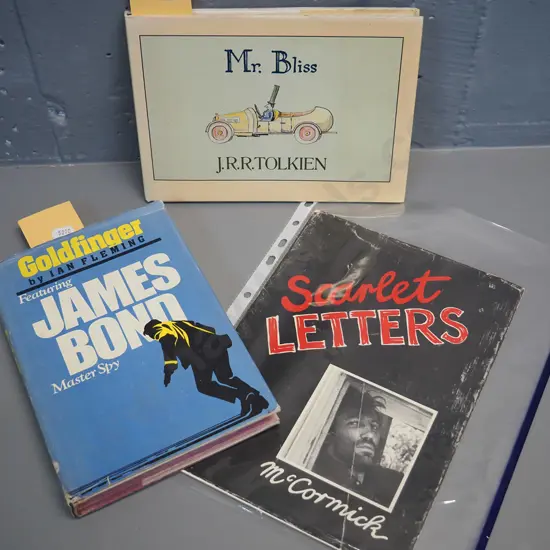 Mr. Bliss
J.R.R.TOLKIEN
Goldfinger
by IAN FLEMING
Featuring
JAMES
BOND
Master Spy
Scarlet
LETTERS
McCormick